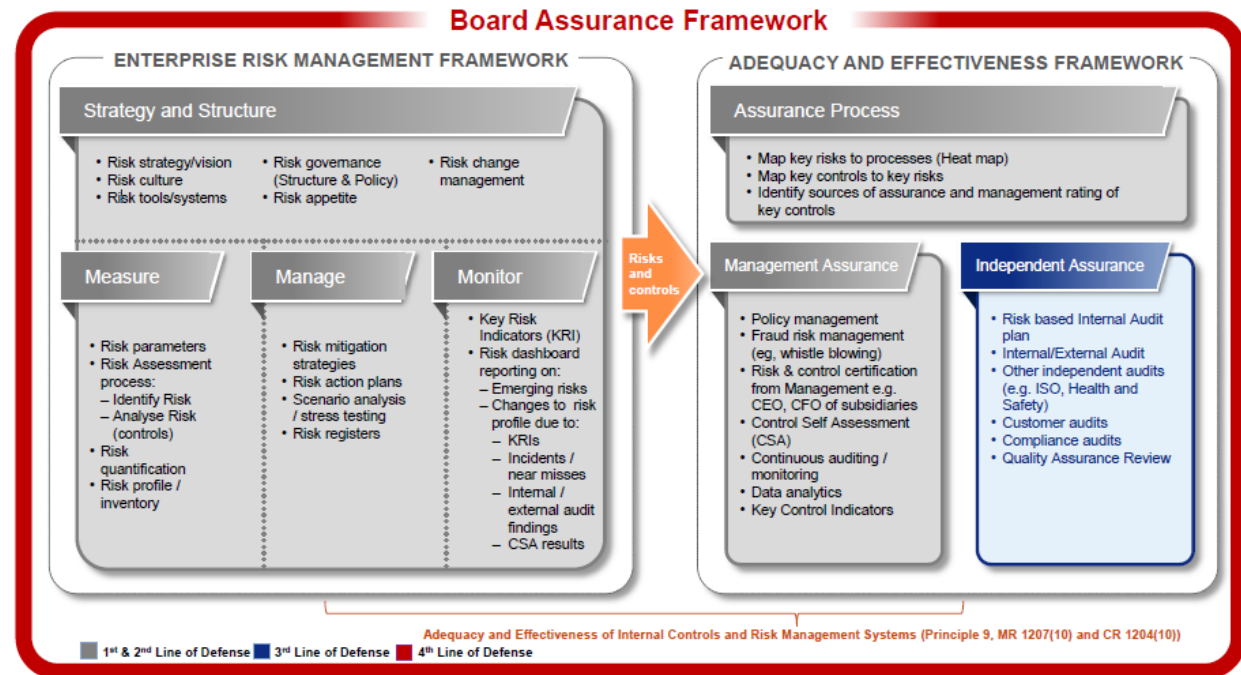 Board Assurance Framework
ENTERPRISE RISK MANAGEMENT FRAMEWORK
Strategy and Structure
• Risk strategy/vision
• Risk culture
• Risk tools/systems
• Risk governance
(Structure & Policy)
• Risk appetite
• Risk change
management
Measure
• Risk parameters
• Risk Assessment
process:
– Identify Risk
– Analyse Risk
(controls)
• Risk
quantification
• Risk profile /
inventory
Manage
• Risk mitigation
strategies
• Risk action plans
• Scenario analysis
/ stress testing
• Risk registers
Monitor
• Key Risk
Indicators (KRI)
• Risk dashboard
reporting on:
– Emerging risks
– Changes to risk
profile due to:
– KRIs
– Incidents /
near misses
– Internal /
external audit
findings
– CSA results
Risks
and
controls
ADEQUACY AND EFFECTIVENESS FRAMEWORK
Assurance Process
• Map key risks to processes (Heat map)
• Map key controls to key risks
• Identify sources of assurance and management rating of
key controls
Management Assurance
• Policy management
• Fraud risk management
(eg, whistle blowing)
• Risk & control certification
from Management e.g.
CEO, CFO of subsidiaries
• Control Self Assessment
(CSA)
• Continuous auditing /
monitoring
• Data analytics
• Key Control Indicators
Independent Assurance
• Risk based Internal Audit
plan
• Internal/External Audit
• Other independent audits
(e.g. ISO, Health and
Safety)
• Customer audits
• Compliance audits
• Quality Assurance Review
Adequacy and Effectiveness of Internal Controls and Risk Management Systems (Principle 9, MR 1207(10) and CR 1204(10))
1st & 2nd Line of Defense 3rd Line of Defense 4th Line of Defense